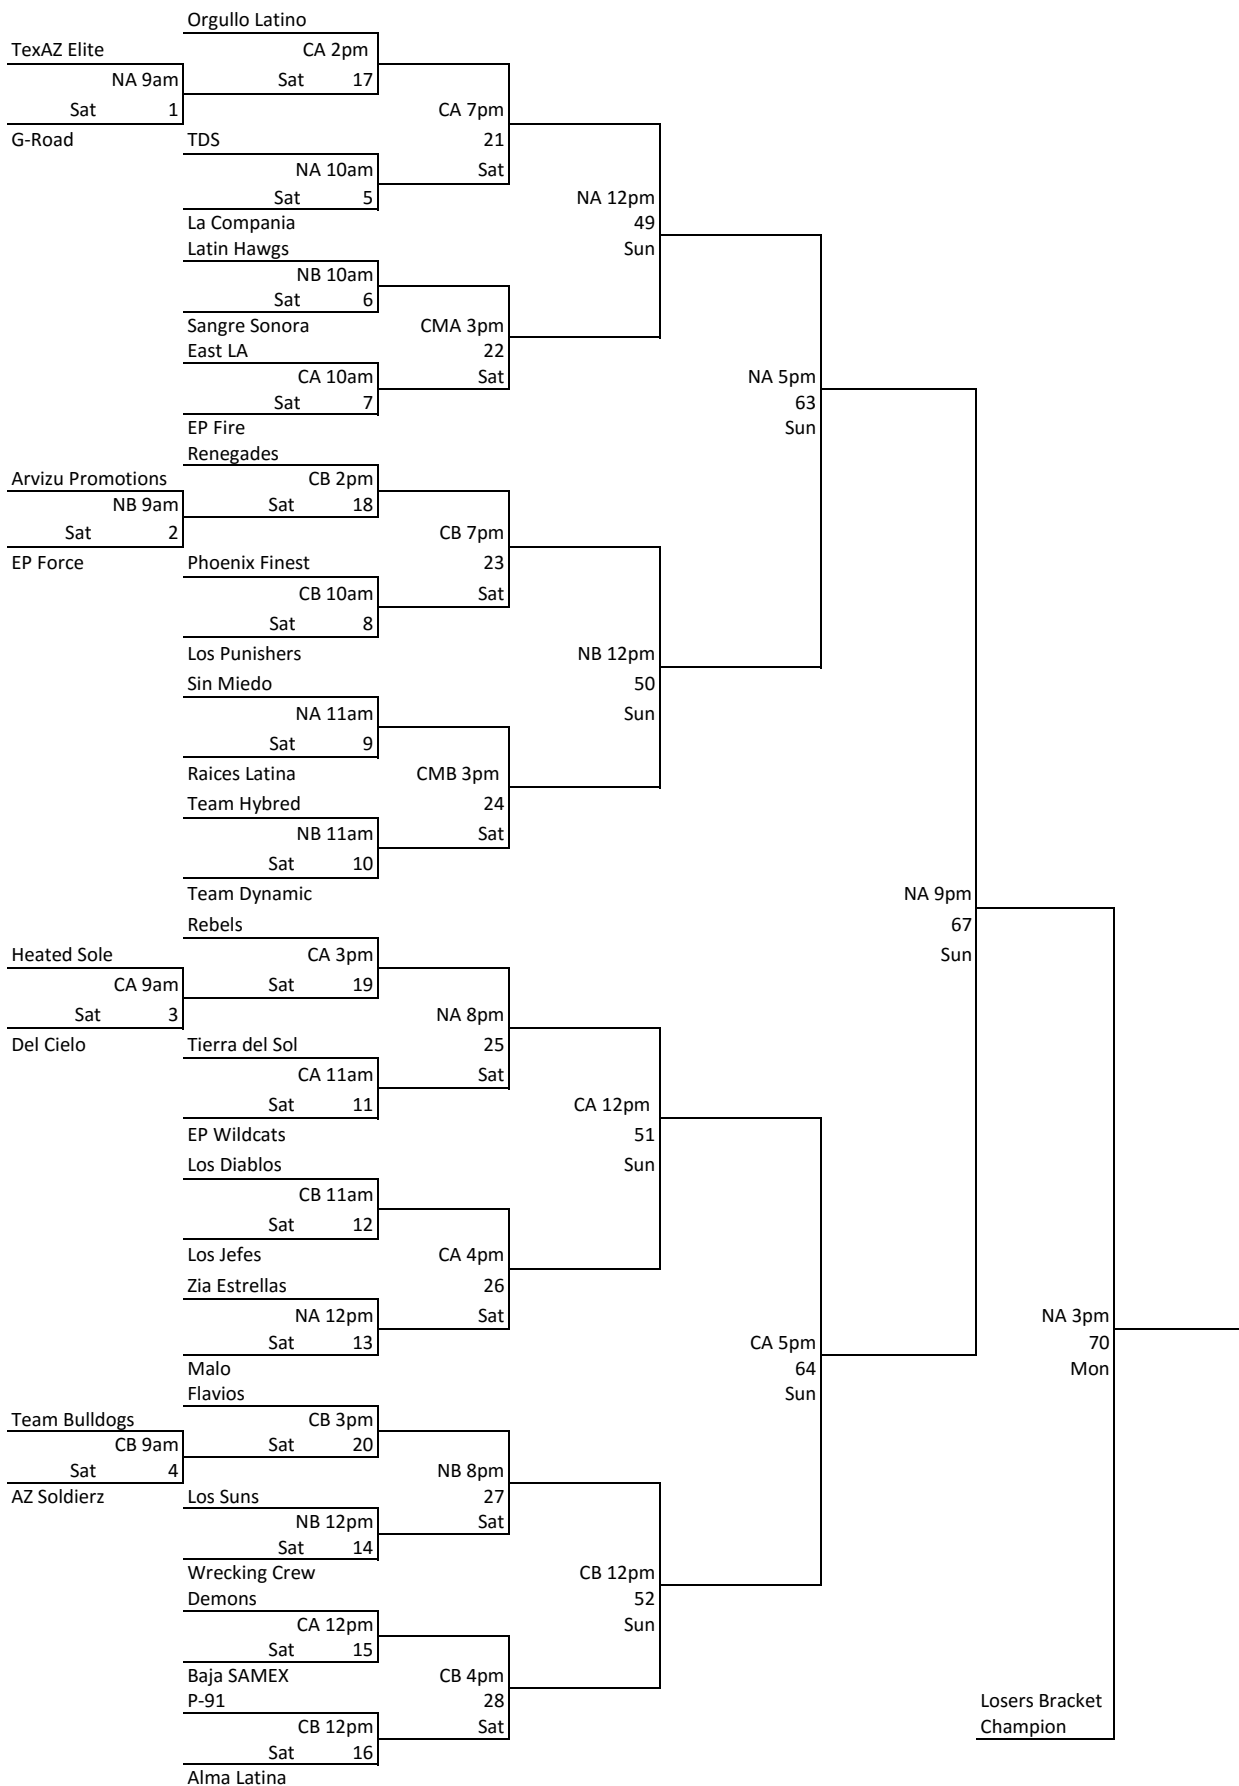 Orgullo Latino
TexAZ Elite
CA 2pm
NA 9am
Sat 17
Sat 1
CA 7pm
G-Road
TDS
21
NA 10am
Sat
Sat 5
NA 12pm
La Compania
49
Latin Hawgs
Sun
NB 10am
Sat 6
Sangre Sonora
CMA 3pm
East LA
22
CA 10am
Sat
NA 5pm
Sat 7
63
EP Fire
Sun
Renegades
Arvizu Promotions
CB 2pm
NB 9am
Sat 18
Sat 2
CB 7pm
EP Force
Phoenix Finest
23
CB 10am
Sat
Sat 8
Los Punishers
NB 12pm
Sin Miedo
50
NA 11am
Sun
Sat 9
Raices Latina
CMB 3pm
Team Hybred
24
NB 11am
Sat
Sat 10
Team Dynamic
NA 9pm
Rebels
67
Heated Sole
CA 3pm
Sun
CA 9am
Sat 19
Sat 3
NA 8pm
Del Cielo
Tierra del Sol
25
CA 11am
Sat
Sat 11
CA 12pm
EP Wildcats
51
Los Diablos
Sun
CB 11am
Sat 12
Los Jefes
CA 4pm
Zia Estrellas
26
NA 12pm
Sat
NA 3pm
Sat 13
CA 5pm
70
Malo
64
Mon
Flavios
Sun
Team Bulldogs
CB 3pm
CB 9am
Sat 20
Sat 4
NB 8pm
AZ Soldierz
Los Suns
27
NB 12pm
Sat
Sat 14
Wrecking Crew
CB 12pm
Demons
52
CA 12pm
Sun
Sat 15
Baja SAMEX
CB 4pm
P-91
28
Losers Bracket
CB 12pm
Sat
Champion
Sat 16
Alma Latina